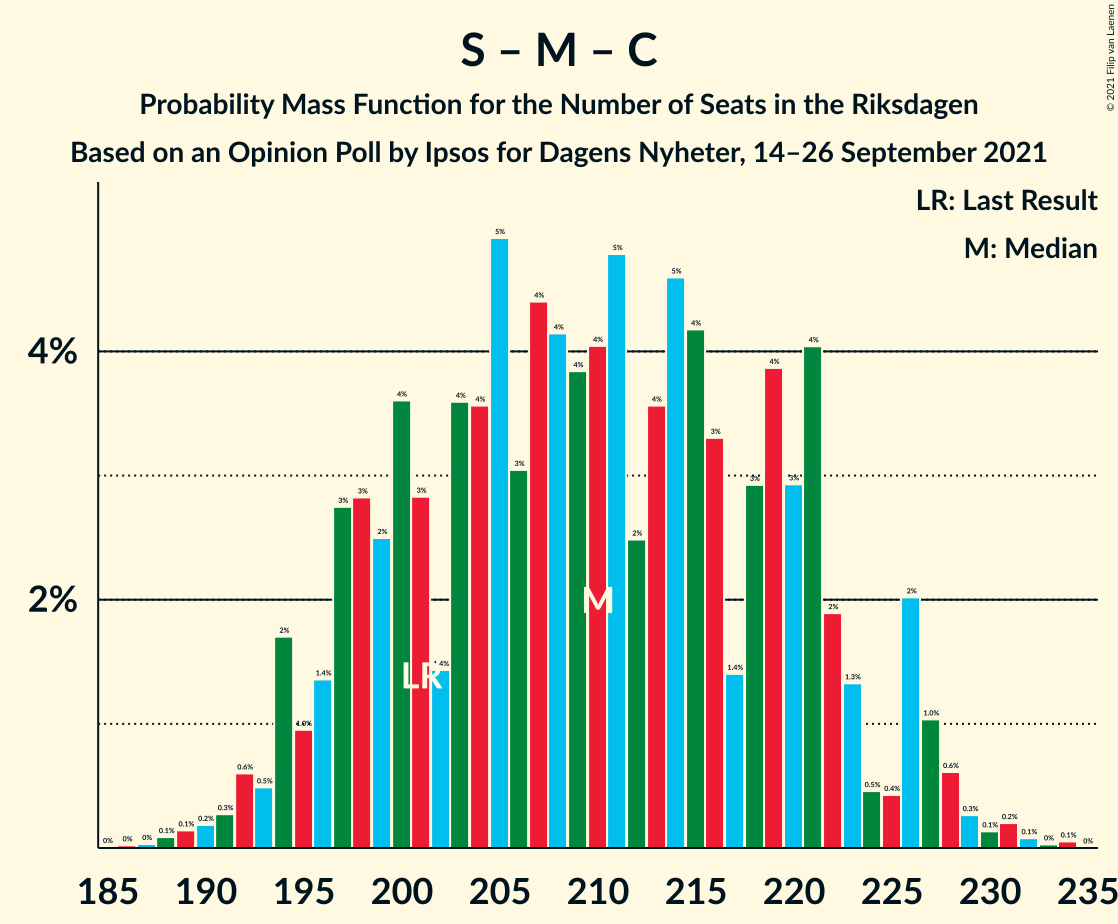 S – M – C
Probability Mass Function for the Number of Seats in the Riksdagen
Based on an Opinion Poll by Ipsos for Dagens Nyheter, 14–26 September 2021
© 2021 Filip van Laenen
LR: Last Result
M: Median
4%
2%
0% 0% 0% 0.1% 0.1% 0.2% 0.3% 0.6% 0.5% 2% 1.0% 1.4% 3% 3% 2% 4% 3% 1.4% 4% 4% 5% 3% 4% 4% 4% 4% 5% 2% 4% 5% 4% 3% 1.4% 3% 4% 3% 4% 2% 1.3% 0.5% 0.4% 2% 1.0% 0.6% 0.3% 0.1% 0.2% 0.1% 0% 0.1% 0%
LR
M
185 190 195 200 205 210 215 220 225 230 235